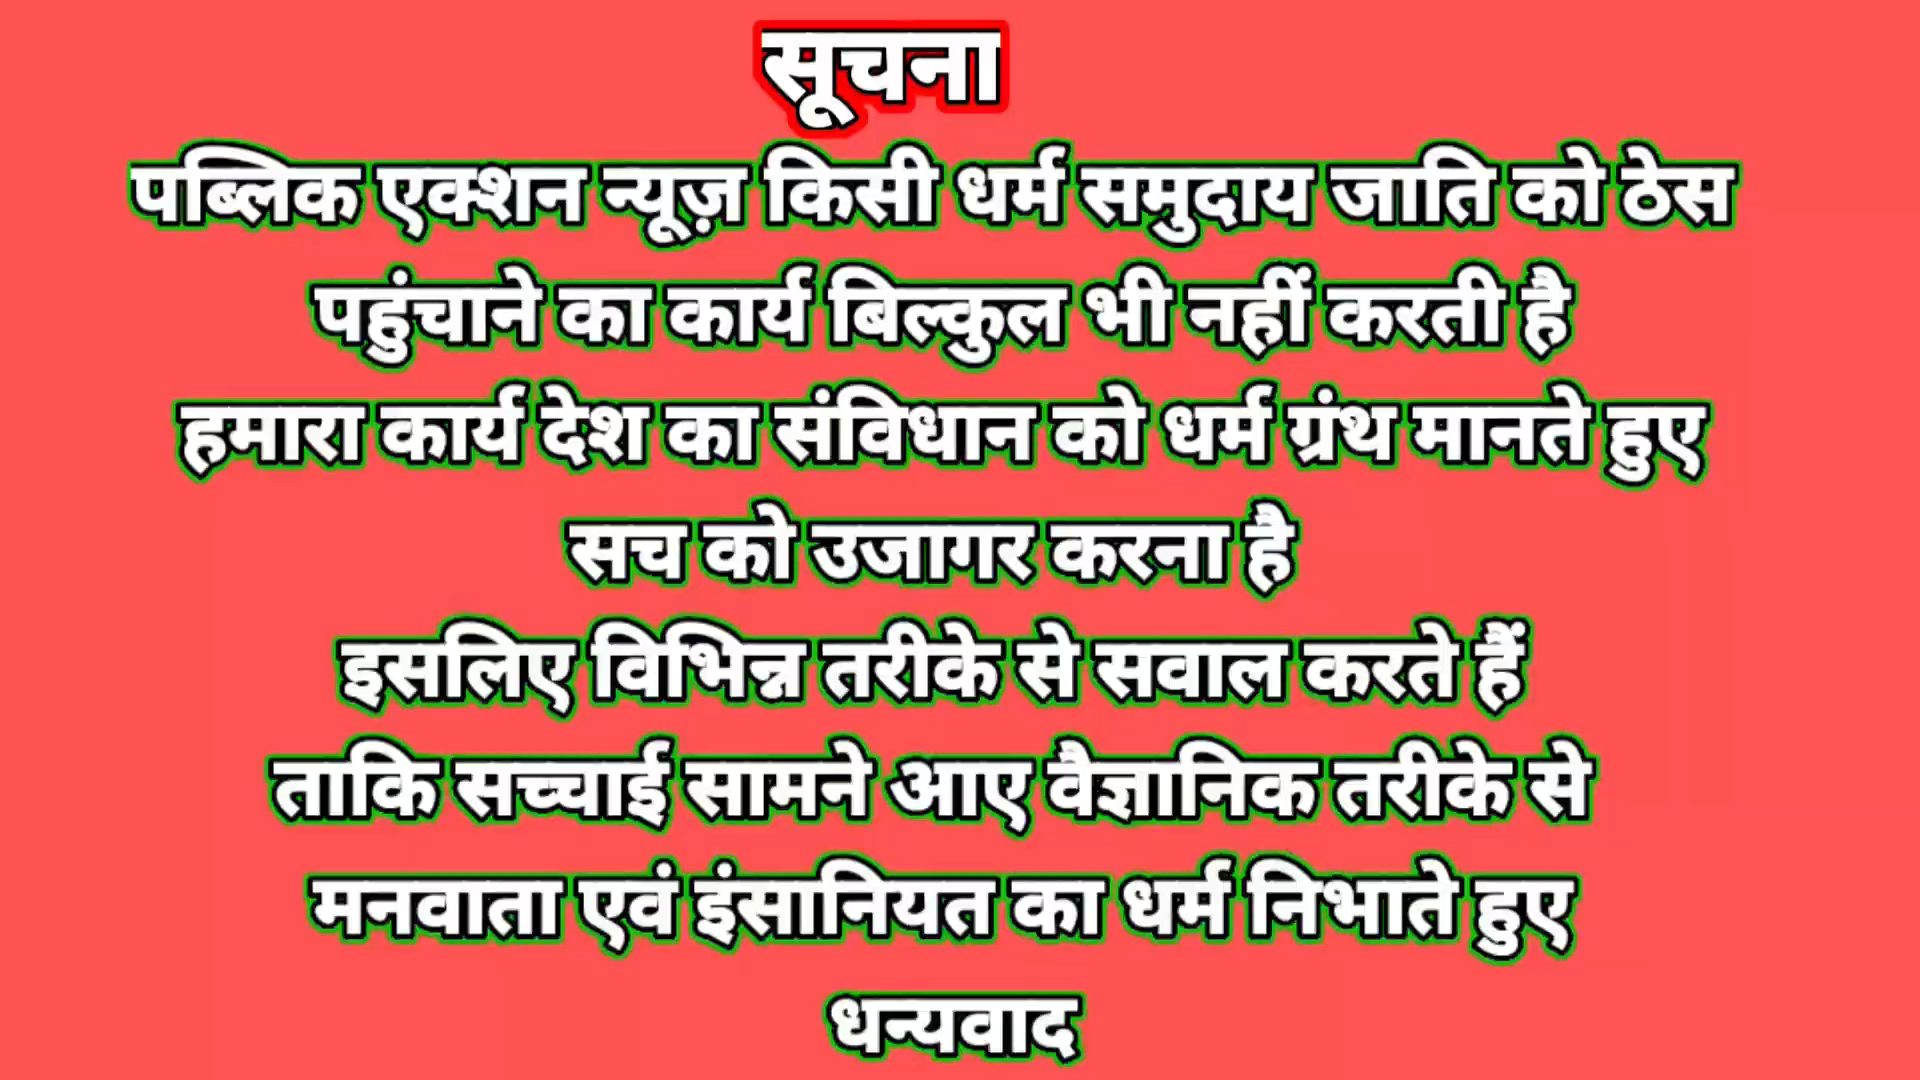 सूचना
पब्लिक एक्शन न्यूज़ किसी धर्म समुदाय जाति को ठेस
पहुंचाने का कार्य बिल्कुल भी नहीं करती है
हमारा कार्य देश का संविधान को धर्म ग्रंथ मानते हुए
सच को उजागर करना है
इसलिए विभिन्न तरीके से सवाल करते हैं
ताकि सच्चाई सामने आए वैज्ञानिक तरीके से
मनवाता एवं इंसानियत का धर्म निभाते हुए
धन्यवाद